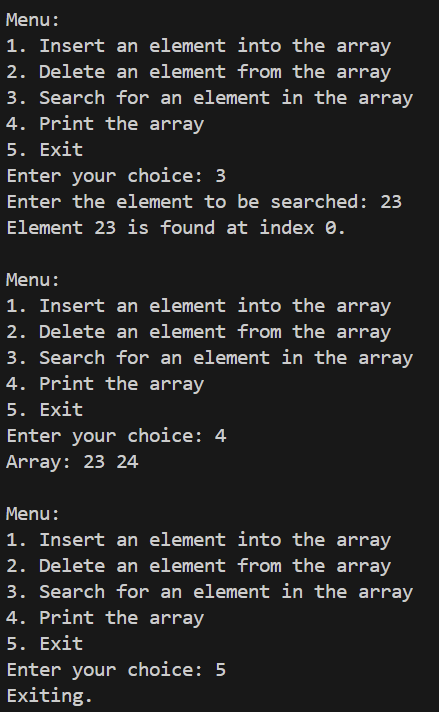 Menu:
1. Insert an element into the array
2. Delete an element from the array
3. Search for an element in the array
4. Print the array
5. Exit
Enter your choice: 3
Enter the element to be searched: 23
Element 23 is found at index 0.

Menu:
1. Insert an element into the array
2. Delete an element from the array
3. Search for an element in the array
4. Print the array
5. Exit
Enter your choice: 4
Array: 23 24

Menu:
1. Insert an element into the array
2. Delete an element from the array
3. Search for an element in the array
4. Print the array
5. Exit
Enter your choice: 5
Exiting.